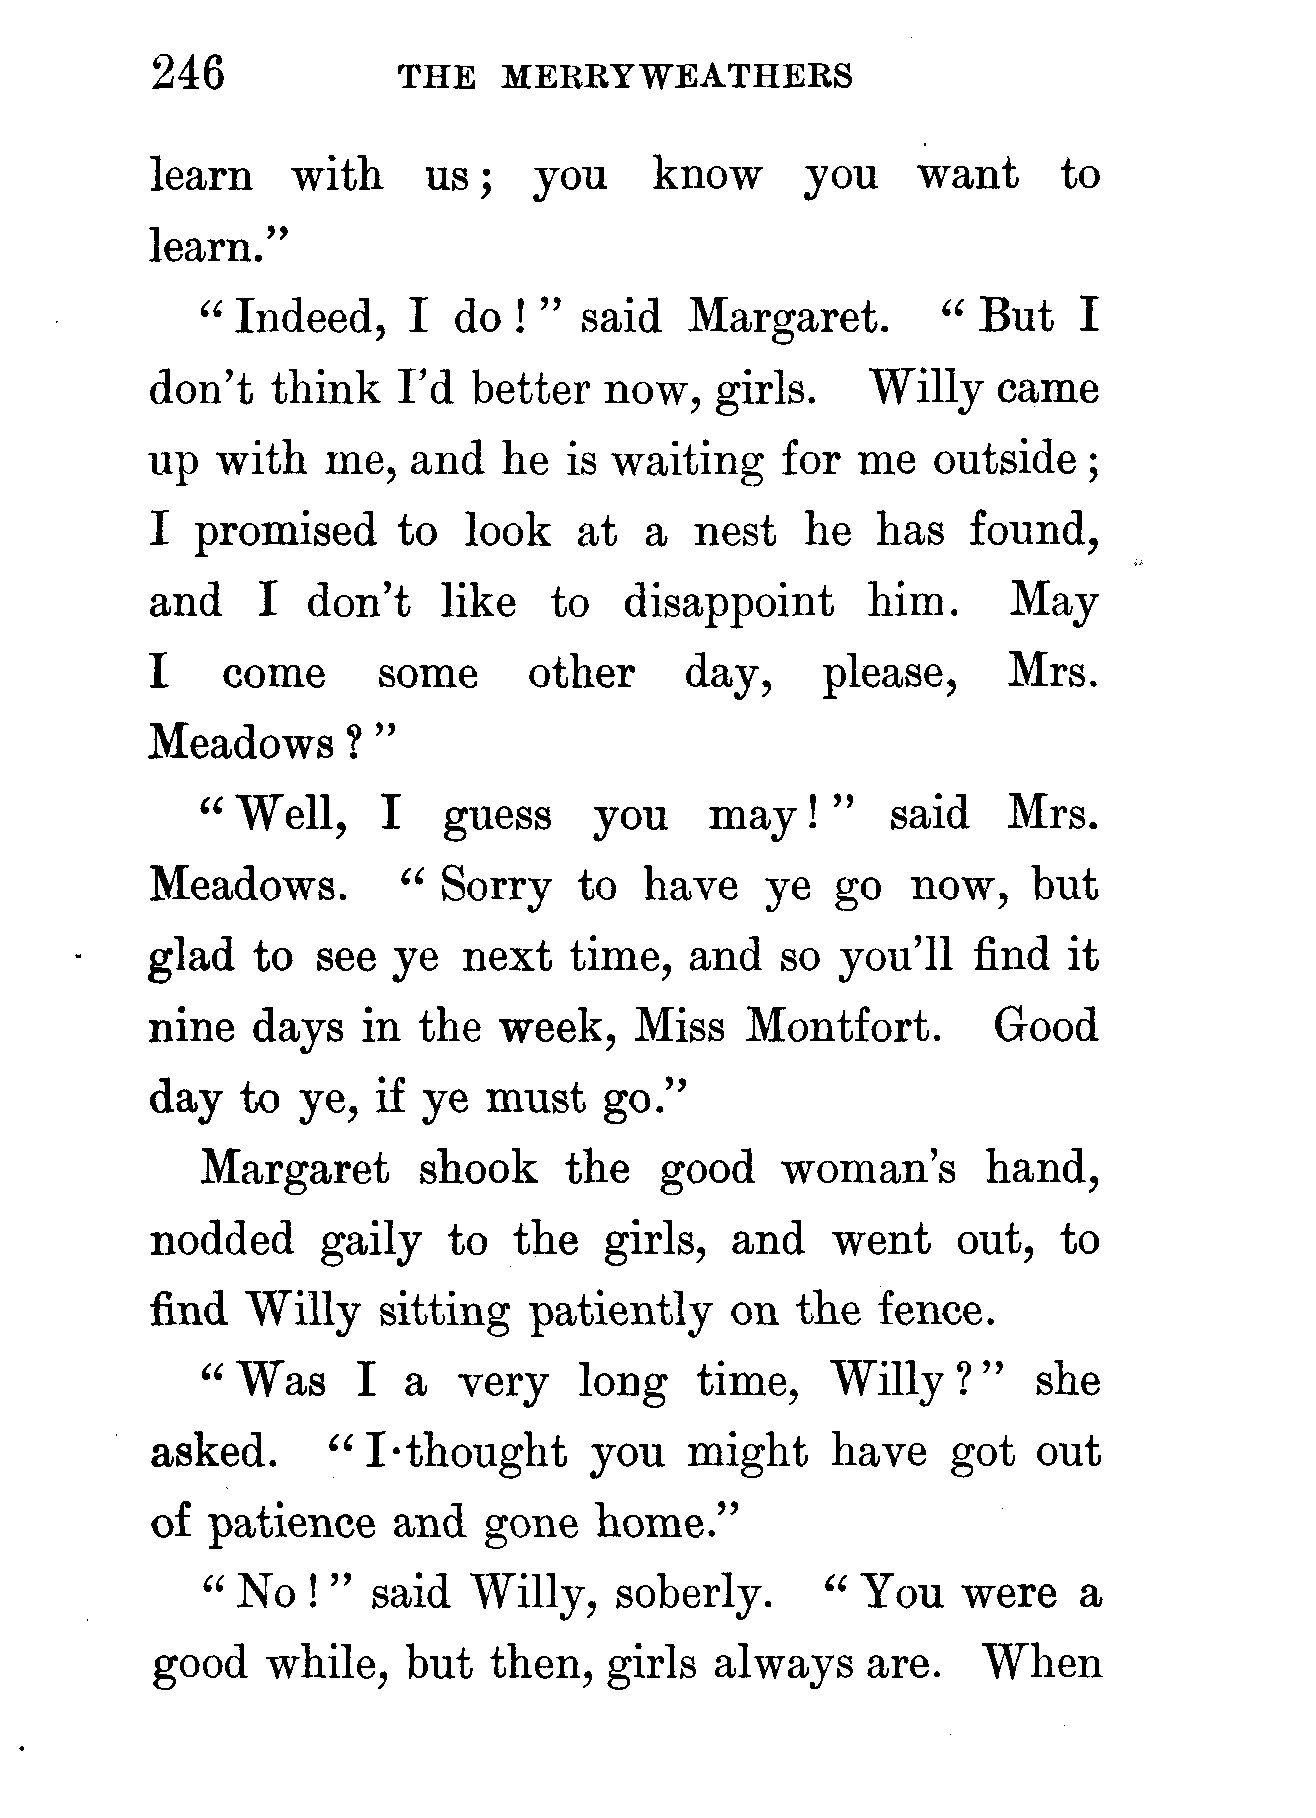 246 THE MERRYWEATHERS
learn with us; you know you want to
learn."
"Indeed, I do!" said Margaret. "But I
don't think I'd better now, girls. Willy came
up with me, and he is waiting for me outside;
I promised to look at a nest he has found,
and I don't like to disappoint him. May
I come some other day, please, Mrs.
Meadows?"
"Well, I guess you may!" said Mrs.
Meadows. "Sorry to have ye go now, but
glad to see ye next time, and so you'll find it
nine days in the week, Miss Montfort. Good
day to ye, if ye must go."
Margaret shook the good woman's hand,
nodded gaily to the girls, and went out, to
find Willy sitting patiently on the fence.
"Was I a very long time, Willy?" she
asked. "I thought you might have got out
of patience and gone home."
"No!" said Willy, soberly. "You were a
good while, but then, girls always are. When